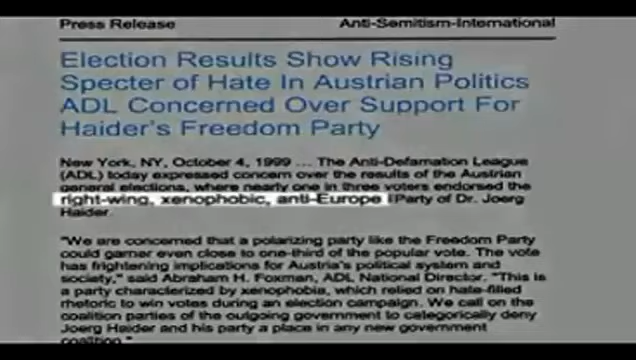 Press Release Anti-Semitism-International
Election Results Show Rising
Specter of Hate In Austrian Politics
ADL Concerned Over Support For
Haider's Freedom Party
New York, NY, October 4, 1999 ... The Anti-Defamation League
(ADL) today expressed concern over the results of the Austrian
general elections, where nearly one in three voters endorsed the
right-wing, xenophobic, anti-Europe Party of Dr. Joerg
Haider.
"We are concerned that a polarizing party like the Freedom Party
could garner even close to one-third of the popular vote. The vote
has frightening implications for Austria's political system and
society," said Abraham H. Foxman, ADL National Director. "This is
a party characterized by xenophobia, which relied on hate-filled
rhetoric to win votes during an election campaign. We call on the
coalition parties of the outgoing government to categorically deny
Joerg Haider and his party a place in any new government
coalition."